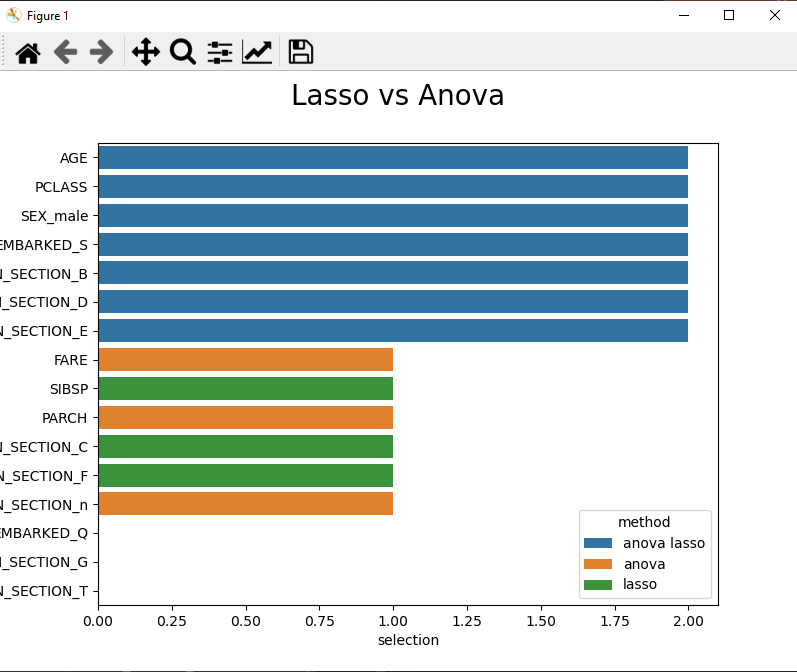 Figure 1
Lasso vs Anova
AGE
PCLASS
SEX_male
EMBARKED_S
N_SECTION_B
N_SECTION_D
N_SECTION_E
FARE
SIBSP
PARCH
N_SECTION_C
N_SECTION_F
N_SECTION_n
EMBARKED_Q
N_SECTION_G
N_SECTION_T
method
anova lasso
anova
lasso
0.00 0.25 0.50 0.75 1.00 1.25 1.50 1.75 2.00
selection